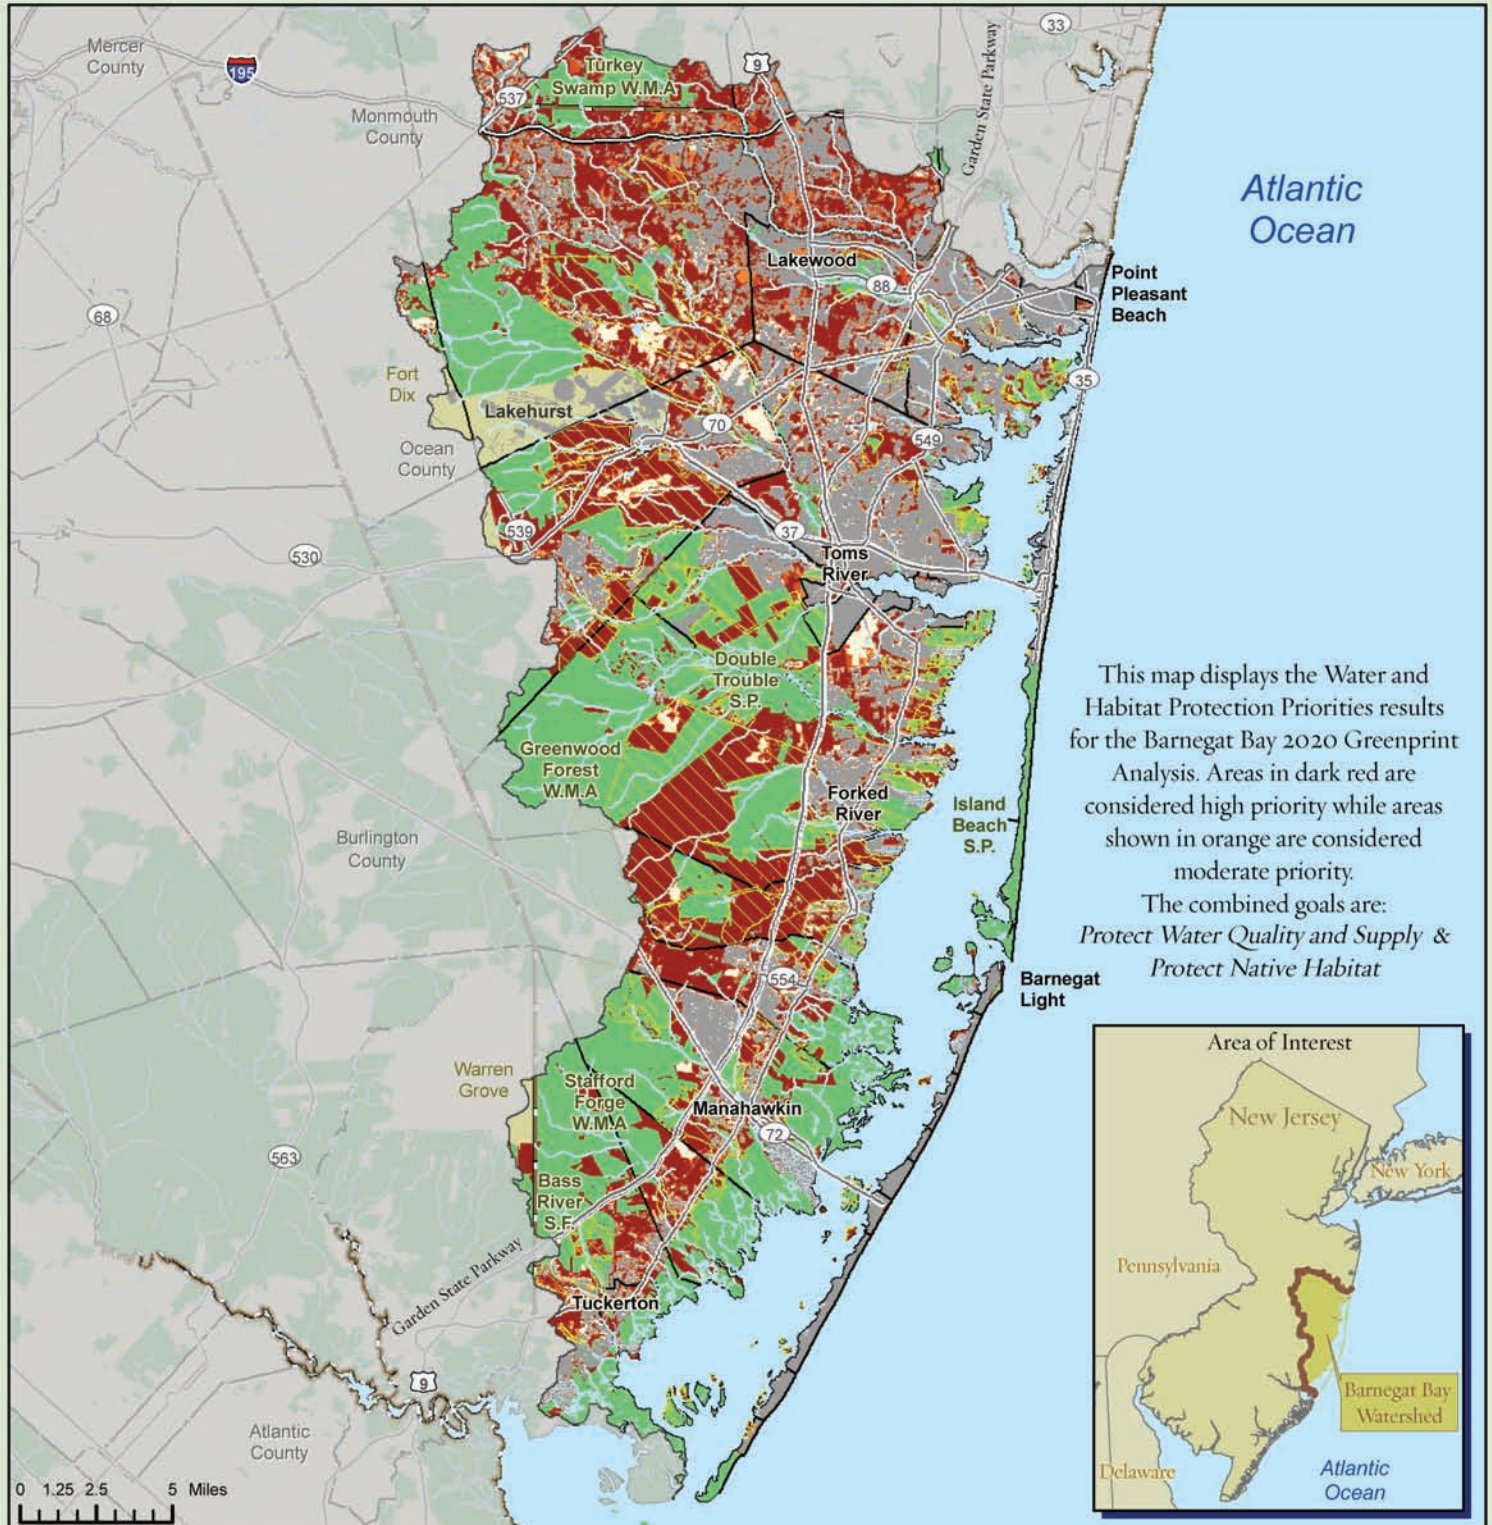 Mercer
County
195
33
9
Garden State Parkway
Turkey
Swamp W.M.A
537
Monmouth
County
Atlantic
Ocean
Lakewood
88
Point
Pleasant
Beach
68
35
Fort
Dix
Lakehurst
70
549
Ocean
County
539
37
530
Toms
River
Double
Trouble
S.P.
This map displays the Water and
Habitat Protection Priorities results
for the Barnegat Bay 2020 Greenprint
Analysis. Areas in dark red are
considered high priority while areas
shown in orange are considered
moderate priority.
The combined goals are:
Protect Water Quality and Supply &
Protect Native Habitat
Greenwood
Forest
W.M.A
Forked
River
Island
Beach
S.P.
Burlington
County
554
Barnegat
Light
Warren
Grove
Stafford
Forge
W.M.A
Manahawkin
72
563
Bass
River
S.F.
Garden State Parkway
Tuckerton
9
Atlantic
County
0 1.25 2.5 5 Miles
Area of Interest
New Jersey
New York
Pennsylvania
Barnegat Bay
Watershed
Delaware
Atlantic
Ocean